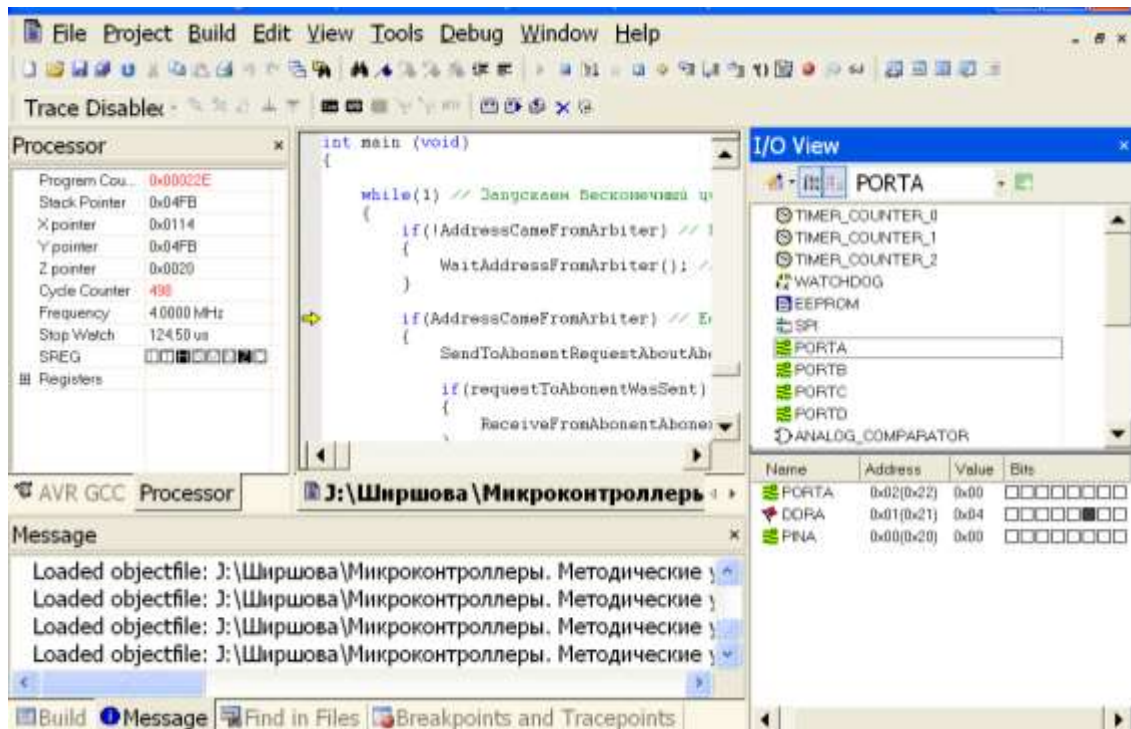 File Project Build Edit View Tools Debug Window Help
Trace Disabled
Processor
Program Cou... 0x00022E
Stack Pointer 0x04FB
X pointer 0x0114
Y pointer 0x04FB
Z pointer 0x0020
Cycle Counter 498
Frequency 4.0000 MHz
Stop Watch 124.50 us
SREG
Registers
AVR GCC Processor
int main (void)
{
while(1) // Запускаем бесконечный ц
{
if(!AddressCameFromArbiter) //
{
WaitAddressFromArbiter(); //
}
if(AddressCameFromArbiter) // Е
{
SendToAbonentRequestAboutAb
if(requestToAbonentWasSent)
{
ReceiveFromAbonentAbone
J:\Ширшова\Микроконтроллеры
I/O View
PORTA
TIMER_COUNTER_0
TIMER_COUNTER_1
TIMER_COUNTER_2
WATCHDOG
EEPROM
SPI
PORTA
PORTB
PORTC
PORTD
ANALOG_COMPARATOR
Name Address Value Bits
PORTA 0x02(0x22) 0x00
DDRA 0x01(0x21) 0x04
PINA 0x00(0x20) 0x00
Message
Loaded objectfile: J:\Ширшова\Микроконтроллеры. Методические у
Loaded objectfile: J:\Ширшова\Микроконтроллеры. Методические у
Loaded objectfile: J:\Ширшова\Микроконтроллеры. Методические у
Loaded objectfile: J:\Ширшова\Микроконтроллеры. Методические у
Build Message Find in Files Breakpoints and Tracepoints